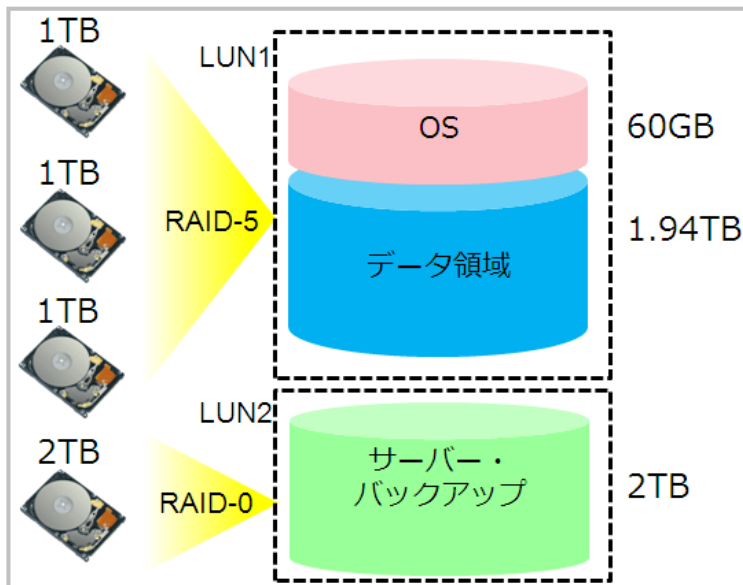 1TB
LUN1
OS
60GB
1TB
RAID-5
1.94TB
データ領域
1TB
LUN2
2TB
サーバー・
バックアップ
RAID-0
2TB